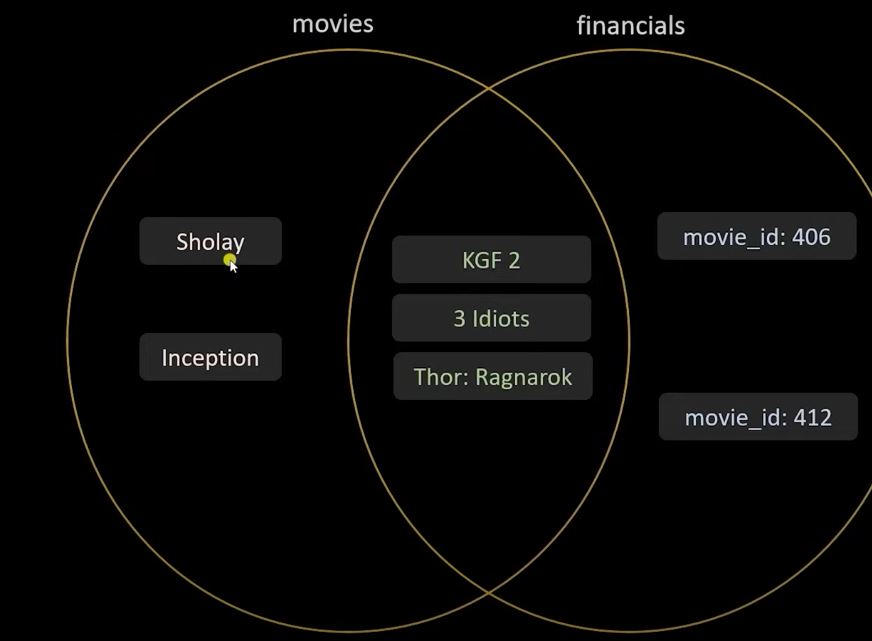 movies
financials
Sholay
Inception
KGF 2
3 Idiots
Thor: Ragnarok
movie_id: 406
movie_id: 412